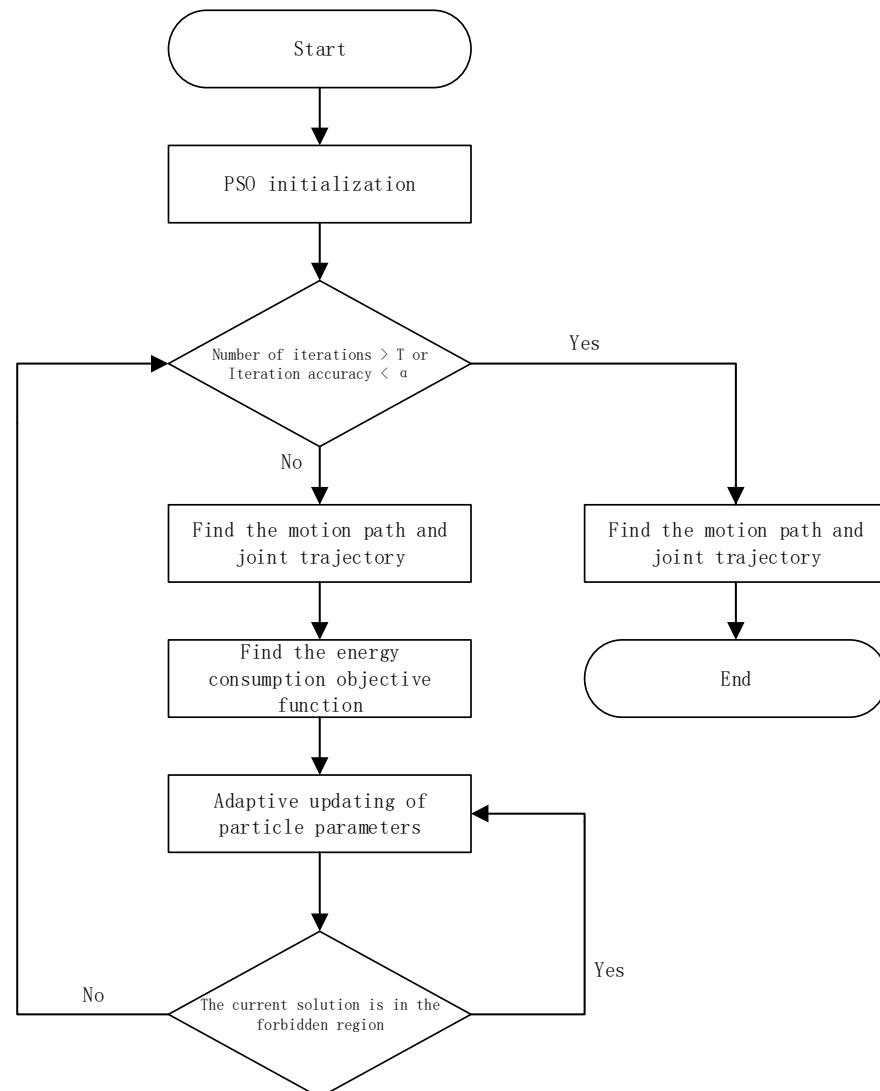 Start
PSO initialization
Number of iterations > T or
Iteration accuracy < α
Yes
No
Find the motion path and
joint trajectory
Find the motion path and
joint trajectory
Find the energy
consumption objective
function
End
Adaptive updating of
particle parameters
The current solution is in the
forbidden region
No
Yes